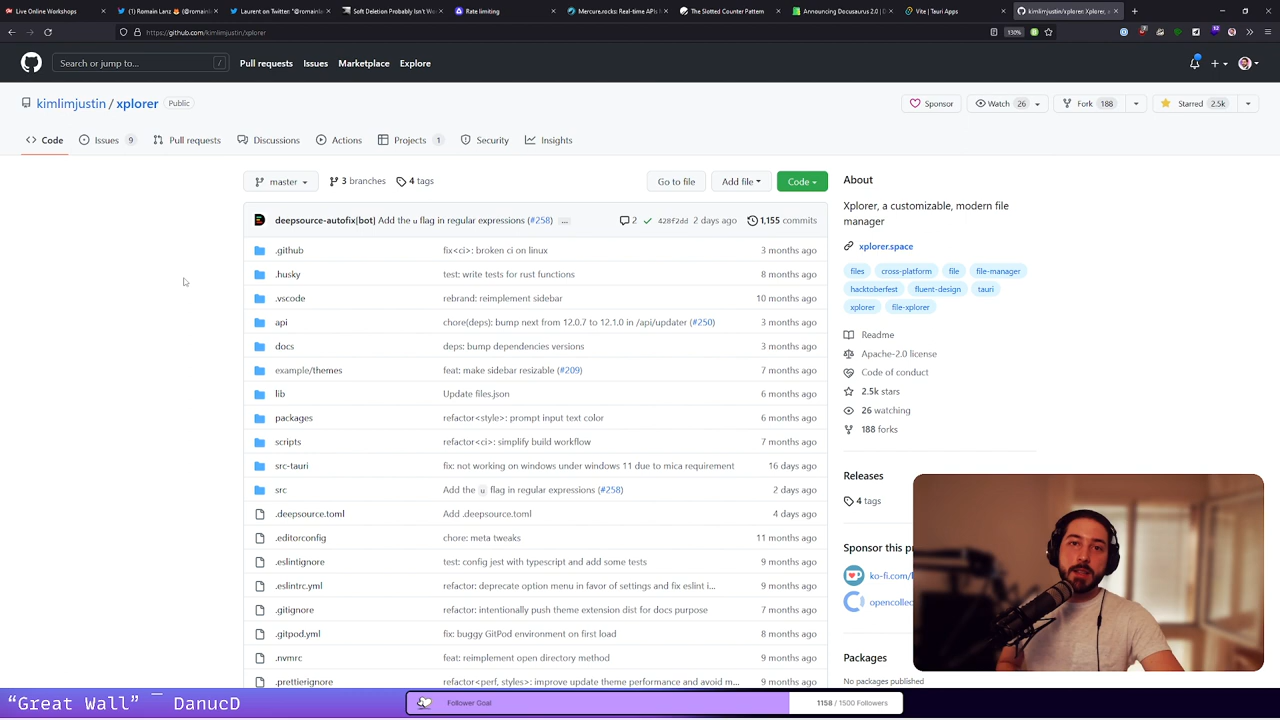 Live Online Workshops
Romain Lanz (@romainl
Laurent on Twitter: "@romainl
Soft Deletion Probably Isn't Wo
Rate limiting
Mercure.rocks: Real-time APIs
The Slotted Counter Pattern
Announcing Docusaurus 2.0 | D
Vite | Tauri Apps
kimlimjustin/xplorer: Xplorer, a
https://github.com/kimlimjustin/xplorer
130%
Search or jump to...
/
Pull requests
Issues
Marketplace
Explore
kimlimjustin / xplorer
Public
Sponsor
Watch 26
Fork 188
Starred 2.5k
Code
Issues 9
Pull requests
Discussions
Actions
Projects 1
Security
Insights
master
3 branches
4 tags
Go to file
Add file
Code
deepsource-autofix[bot] Add the u flag in regular expressions (#258) ...
2
428f2dd 2 days ago
1,155 commits
.github
fix<ci>: broken ci on linux
3 months ago
.husky
test: write tests for rust functions
8 months ago
.vscode
rebrand: reimplement sidebar
10 months ago
api
chore(deps): bump next from 12.0.7 to 12.1.0 in /api/updater (#250)
3 months ago
docs
deps: bump dependencies versions
3 months ago
example/themes
feat: make sidebar resizable (#209)
7 months ago
lib
Update files.json
6 months ago
packages
refactor<style>: prompt input text color
6 months ago
scripts
refactor<ci>: simplify build workflow
7 months ago
src-tauri
fix: not working on windows under windows 11 due to mica requirement
16 days ago
src
Add the u flag in regular expressions (#258)
2 days ago
.deepsource.toml
Add .deepsource.toml
4 days ago
.editorconfig
chore: meta tweaks
11 months ago
.eslintignore
test: config jest with typescript and add some tests
9 months ago
.eslintrc.yml
refactor: deprecate option menu in favor of settings and fix eslint i...
9 months ago
.gitignore
refactor: intentionally push theme extension dist for docs purpose
7 months ago
.gitpod.yml
fix: buggy GitPod environment on first load
8 months ago
.nvmrc
feat: reimplement open directory method
9 months ago
.prettierignore
refactor<perf, styles>: improve update theme performance and avoid m...
9 months ago
About
Xplorer, a customizable, modern file
manager
xplorer.space
files
cross-platform
file
file-manager
hacktoberfest
fluent-design
tauri
xplorer
file-xplorer
Readme
Apache-2.0 license
Code of conduct
2.5k stars
26 watching
188 forks
Releases
4 tags
Sponsor this p
ko-fi.com/
opencollec
Packages
No packages published
“Great Wall” ― DanucD
Follower Goal
1158 / 1500 Followers